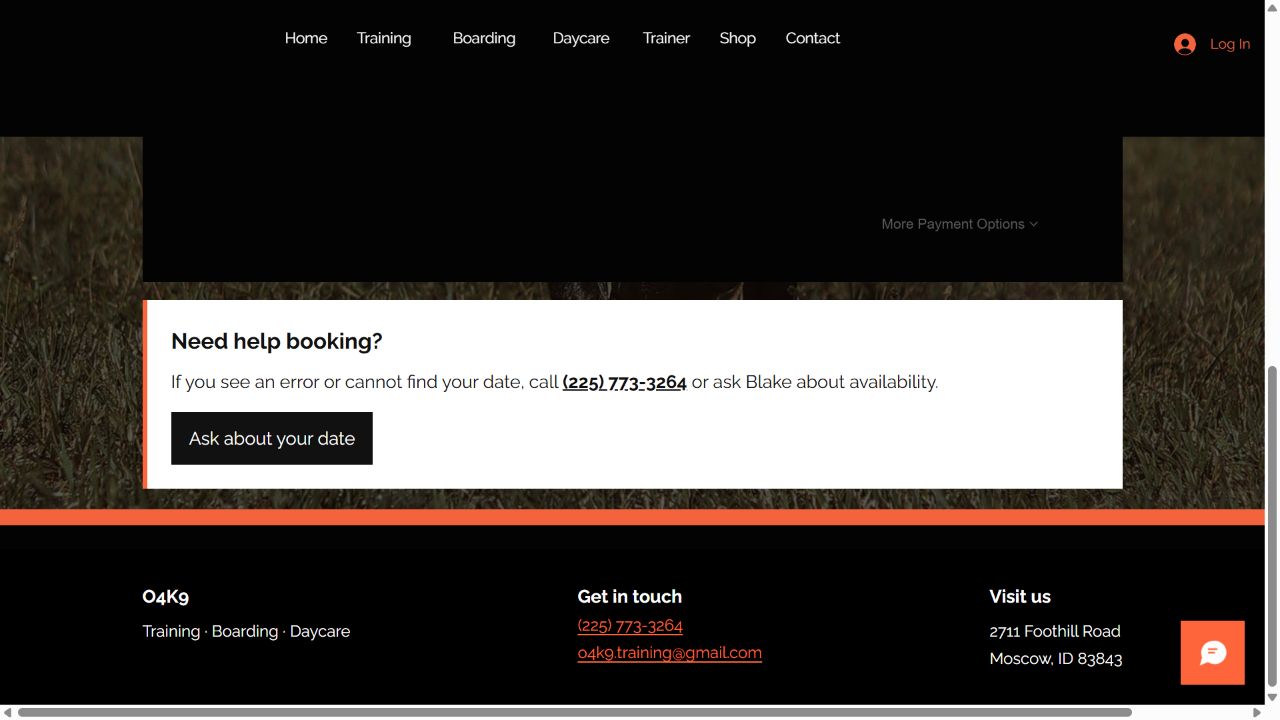 Home Training Boarding Daycare Trainer Shop Contact
Log In
More Payment Options
Need help booking?
If you see an error or cannot find your date, call (225) 773-3264 or ask Blake about availability.
Ask about your date
O4K9
Training · Boarding · Daycare
Get in touch
(225) 773-3264
o4k9.training@gmail.com
Visit us
2711 Foothill Road
Moscow, ID 83843